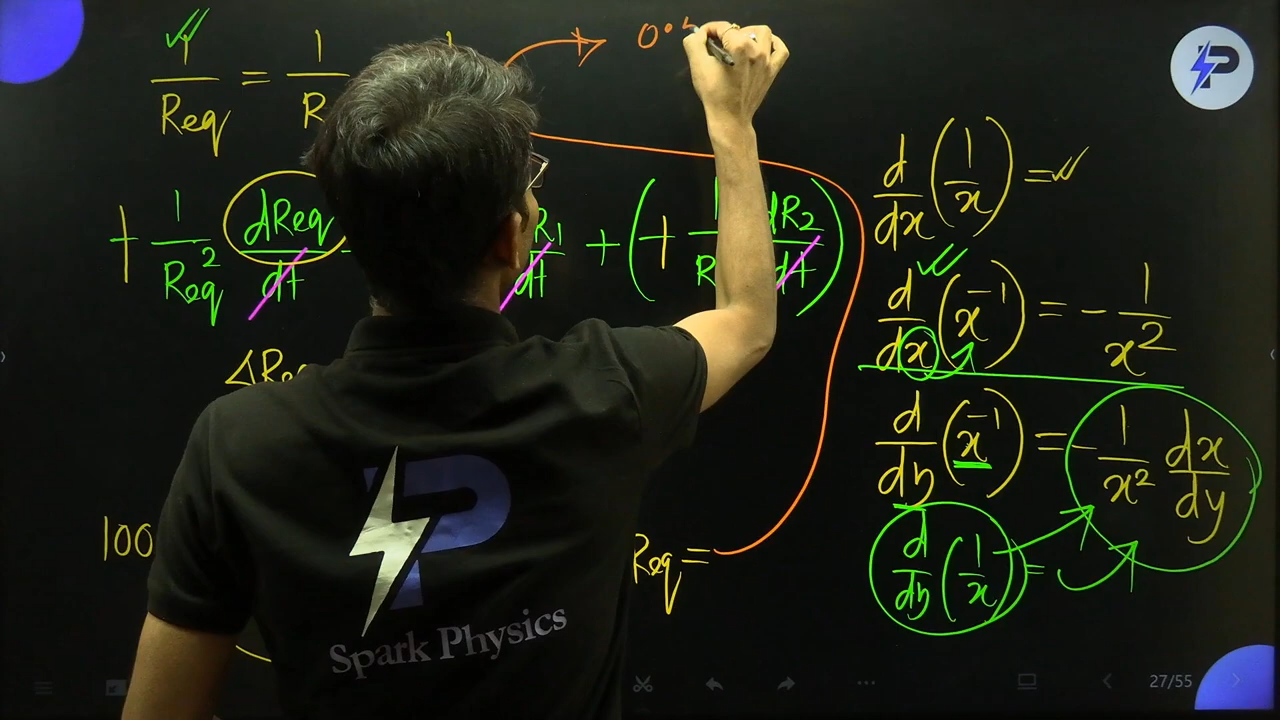 1/Req = 1/R
0.
+ 1/Req² dReq/dt
R1/dt + (+ 1/R dR2/dt)
ΔReq
100
Req =
d/dx (1/x) =
d/dx (x⁻¹) = - 1/x²
d/dy (x⁻¹) = - 1/x² dx/dy
d/dy (1/x) =
P
Spark Physics
27/55